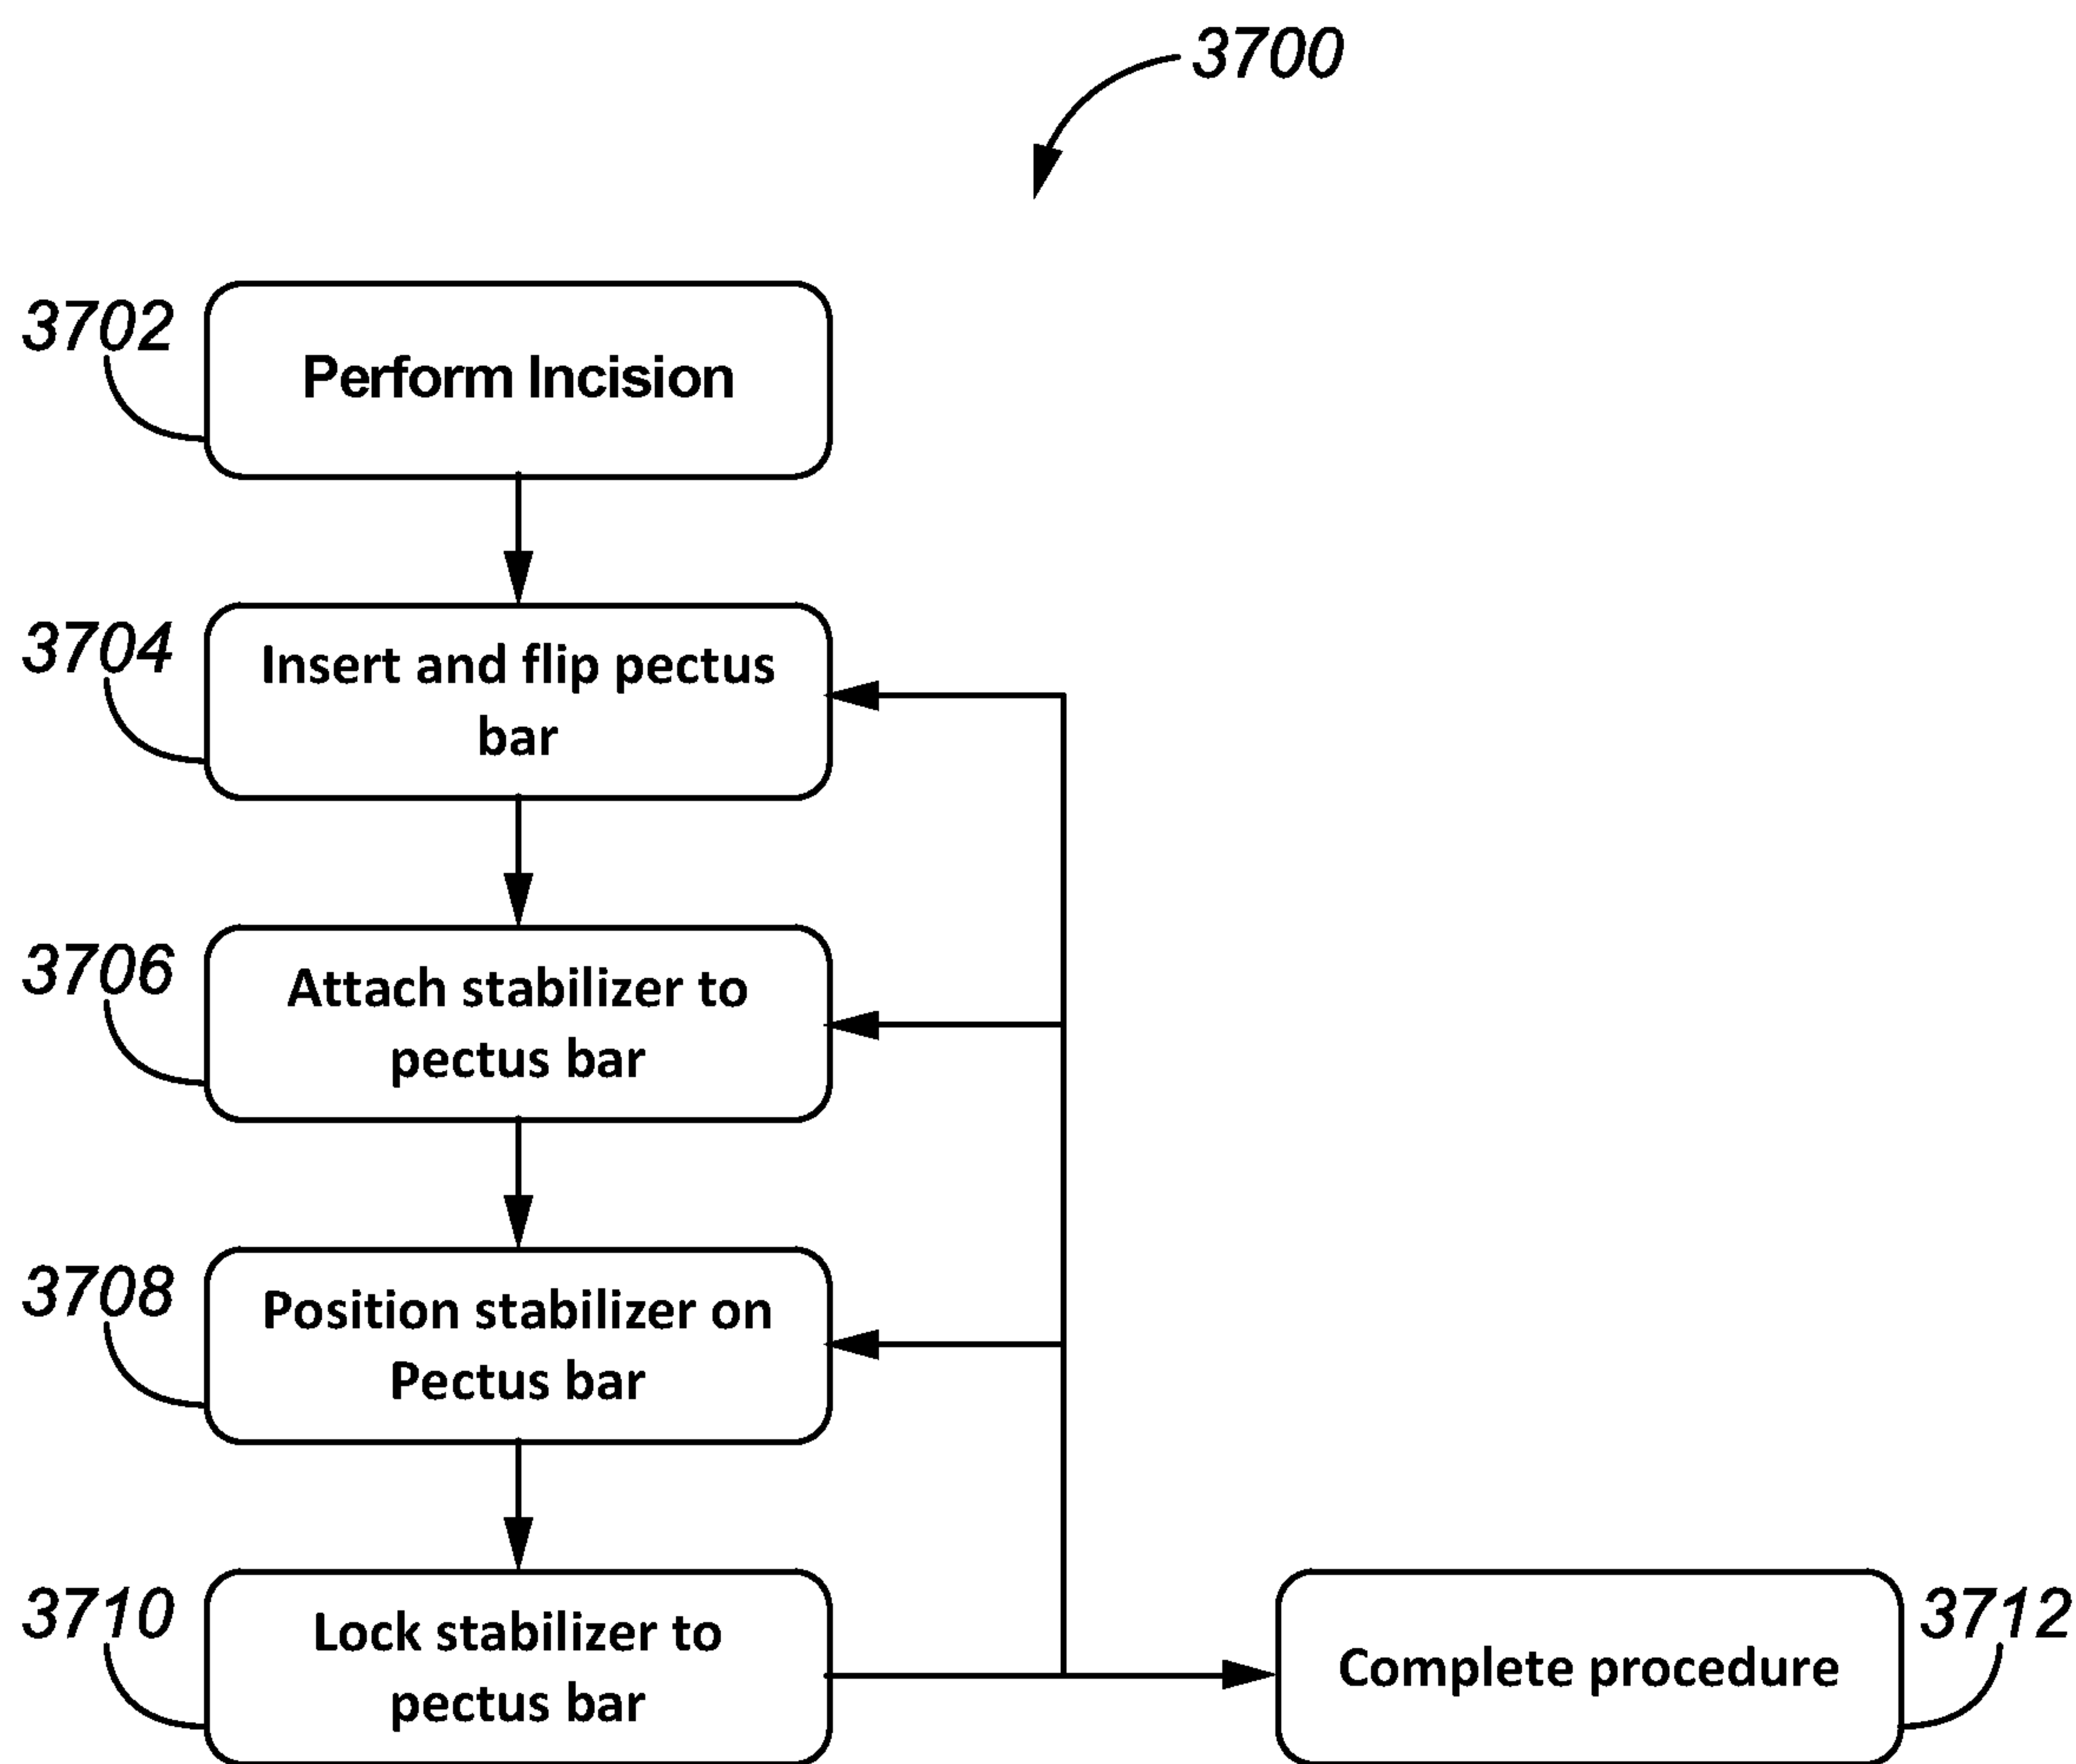 3700
3702
Perform Incision
3704
Insert and flip pectus
bar
3706
Attach stabilizer to
pectus bar
3708
Position stabilizer on
Pectus bar
3710
Lock stabilizer to
pectus bar
Complete procedure
3712